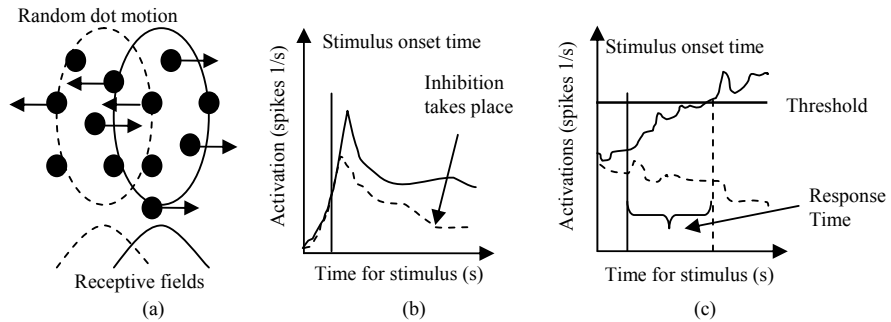 Random dot motion
Receptive fields
(a)
Stimulus onset time
Activation (spikes 1/s)
Inhibition
takes place
Time for stimulus (s)
(b)
Stimulus onset time
Activations (spikes 1/s)
Threshold
Response
Time
Time for stimulus (s)
(c)